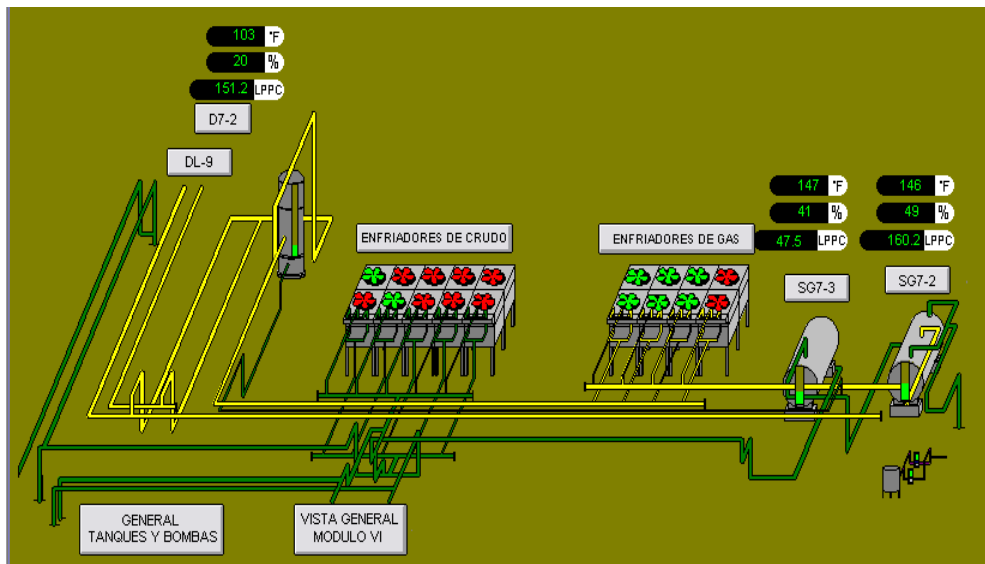 103 °F
20 %
151.2 LPPC
D7-2
DL-9
ENFRIADORES DE CRUDO
ENFRIADORES DE GAS
147 °F
41 %
47.5 LPPC
SG7-3
146 °F
49 %
160.2 LPPC
SG7-2
GENERAL
TANQUES Y BOMBAS
VISTA GENERAL
MODULO VI